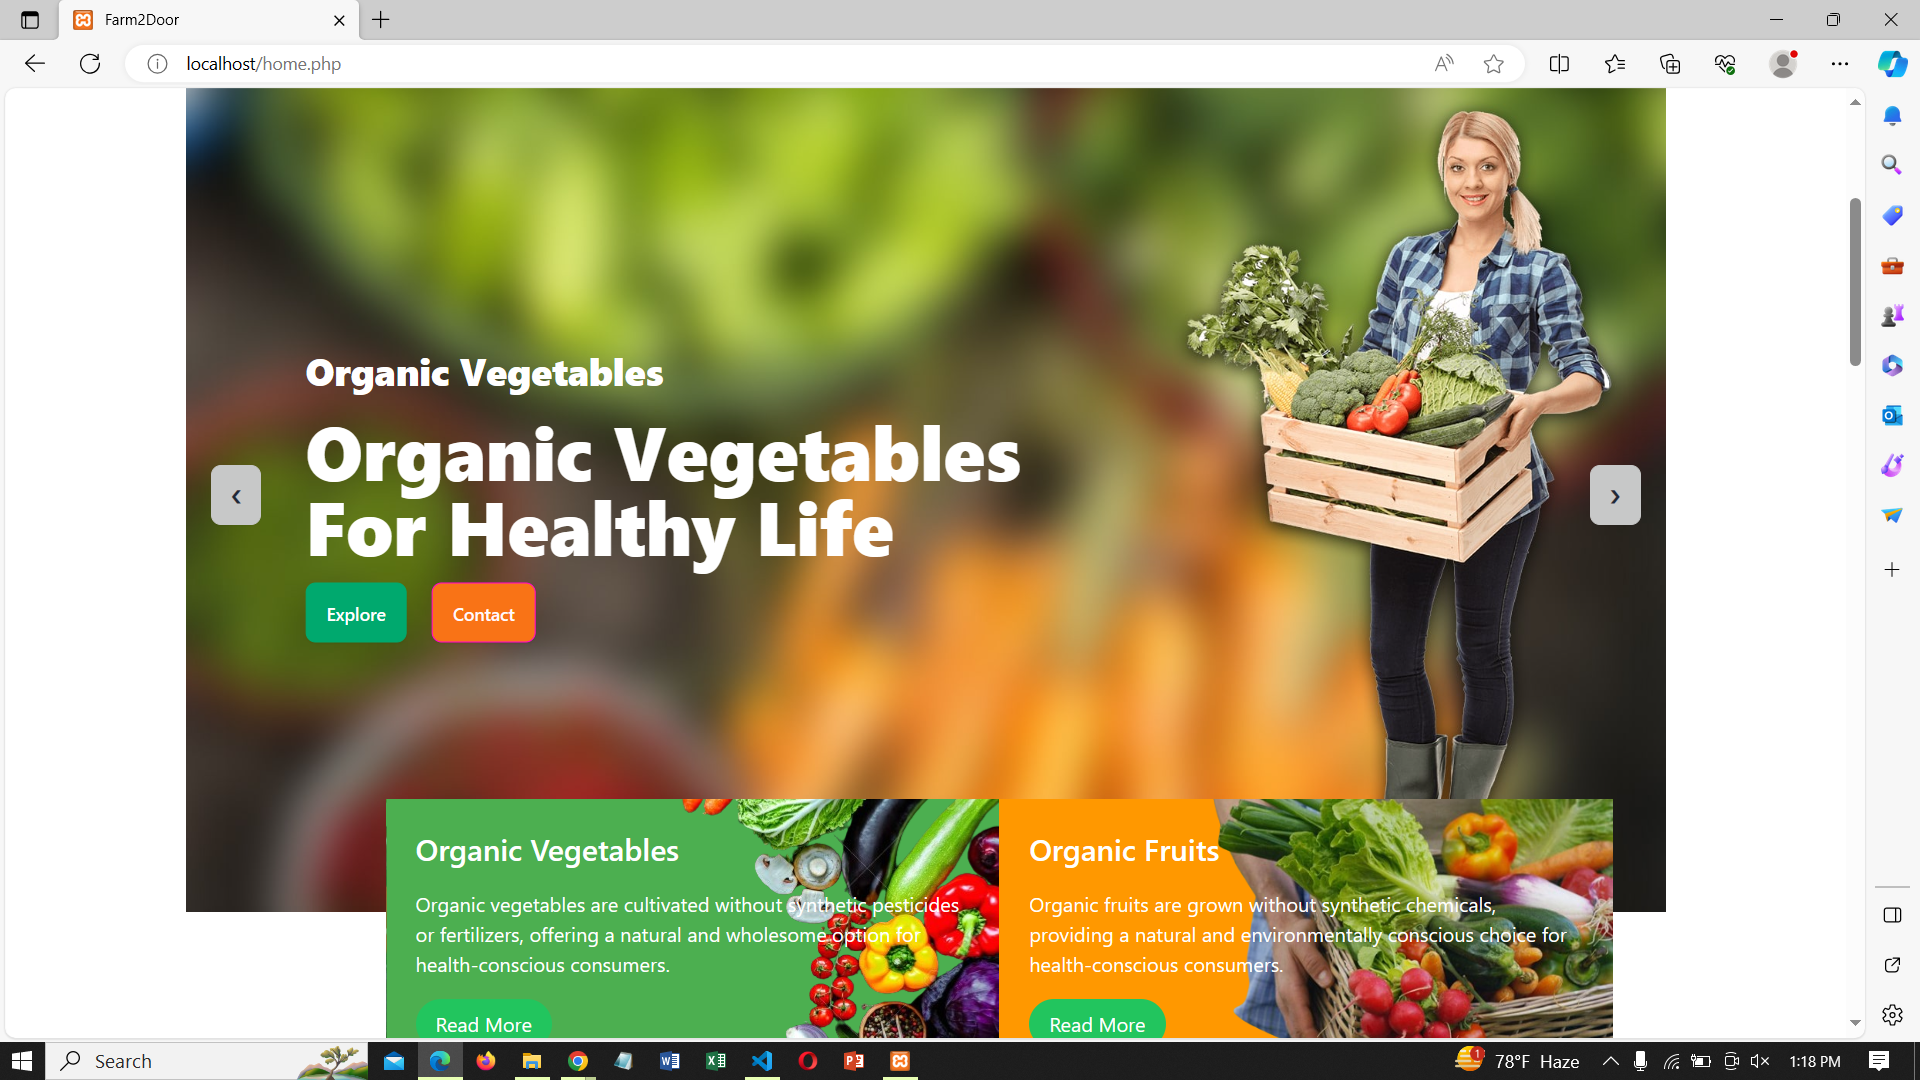 Farm2Door
localhost/home.php
Organic Vegetables
Organic Vegetables
For Healthy Life
‹
›
Explore
Contact
Organic Vegetables
Organic vegetables are cultivated without synthetic pesticides
or fertilizers, offering a natural and wholesome option for
health-conscious consumers.
Read More
Organic Fruits
Organic fruits are grown without synthetic chemicals,
providing a natural and environmentally conscious choice for
health-conscious consumers.
Read More
Search
1
78°F Haze
1:18 PM